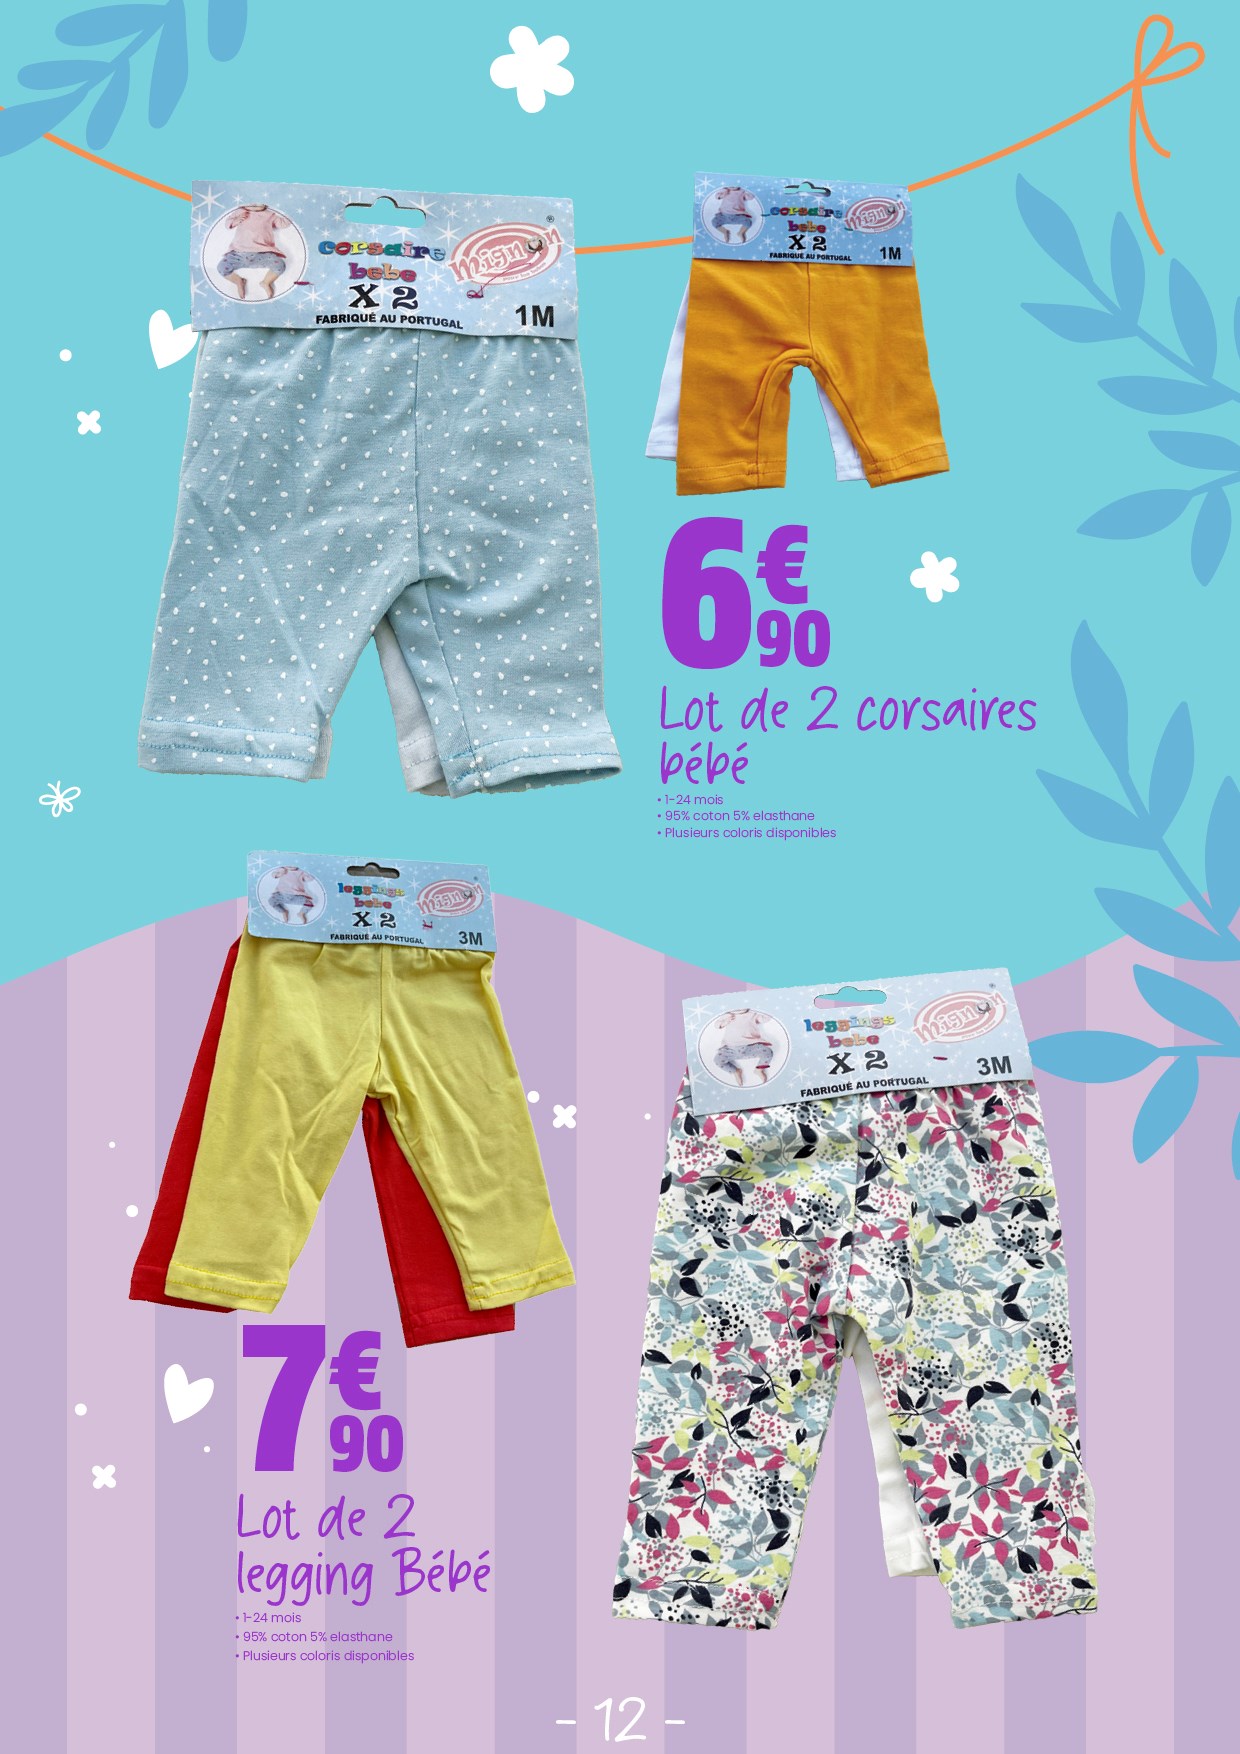 corsaire
bebe
X 2
mignon
®
FABRIQUÉ AU PORTUGAL
1M
corsaire
bebe
X 2
mignon
FABRIQUÉ AU PORTUGAL
1M
6€
90
Lot de 2 corsaires
bébé
• 1-24 mois
• 95% coton 5% elasthane
• Plusieurs coloris disponibles
leggings
bebe
X 2
mignon
FABRIQUÉ AU PORTUGAL
3M
leggings
bebe
X 2
mignon
®
FABRIQUÉ AU PORTUGAL
3M
7€
90
Lot de 2
legging Bébé
• 1-24 mois
• 95% coton 5% elasthane
• Plusieurs coloris disponibles
- 12 -